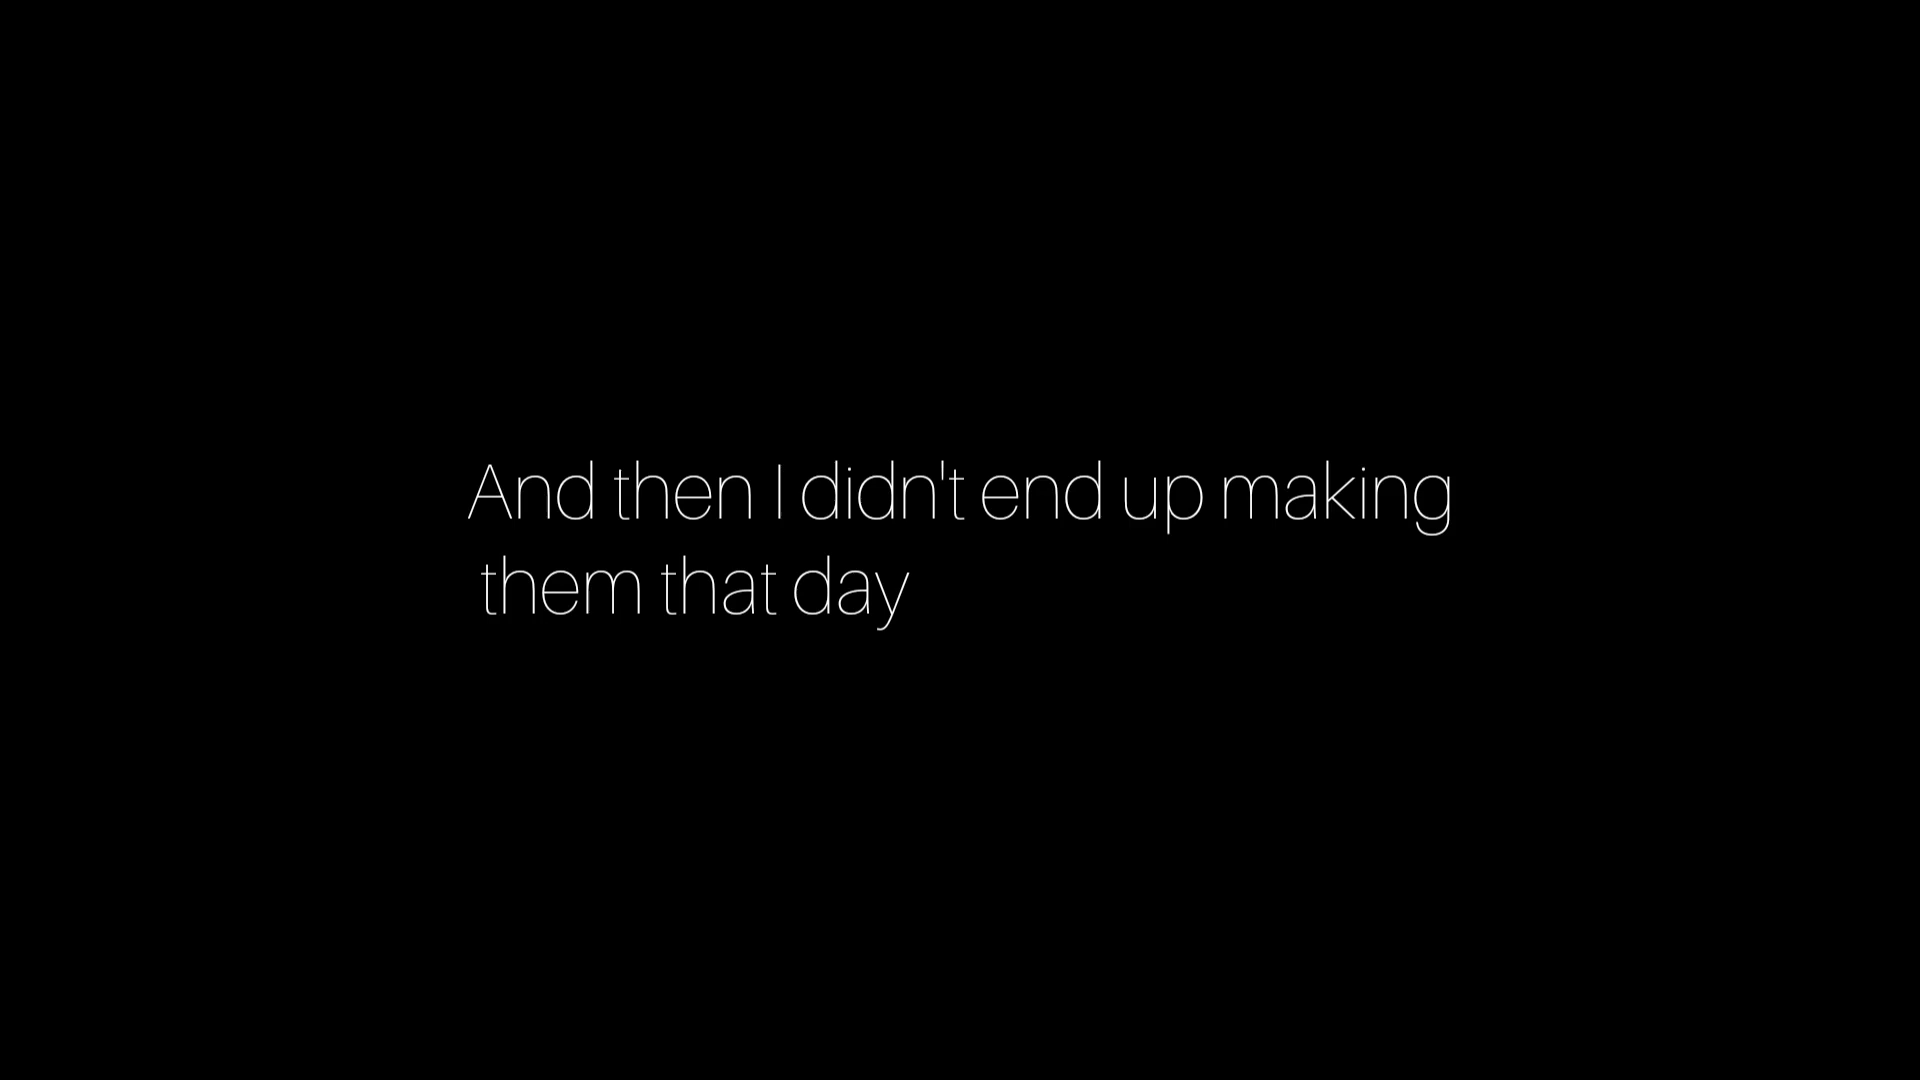 And then I didn't end up making
them that day